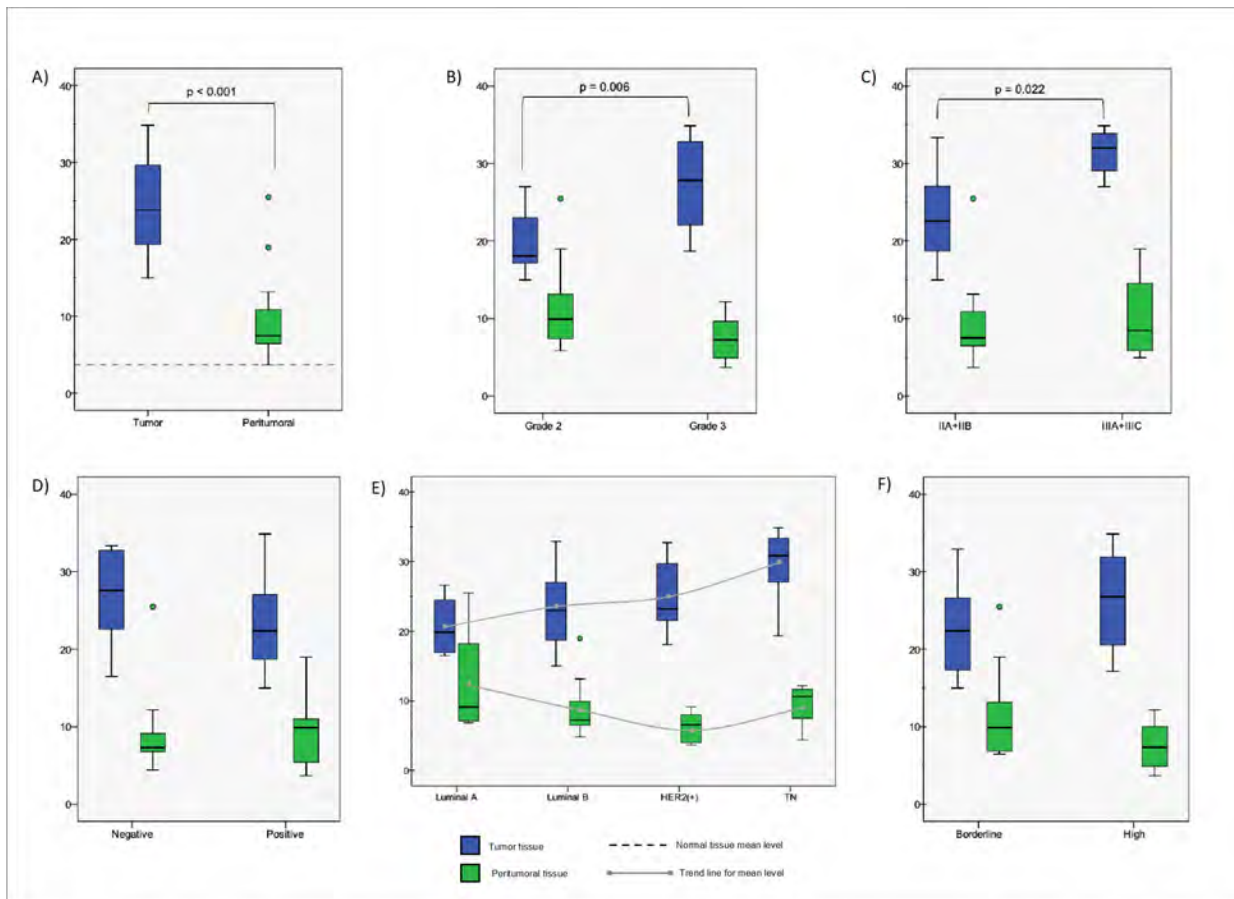 A)
p < 0.001
40
30
20
10
0
Tumor Peritumoral
B)
p = 0.006
40
30
20
10
0
Grade 2 Grade 3
C)
p = 0.022
40
30
20
10
0
IIA+IIB IIIA+IIIC
D)
40
30
20
10
0
Negative Positive
E)
40
30
20
10
0
Luminal A Luminal B HER2(+) TN
F)
40
30
20
10
0
Borderline High
Tumor tissue Normal tissue mean level
Peritumoral tissue Trend line for mean level